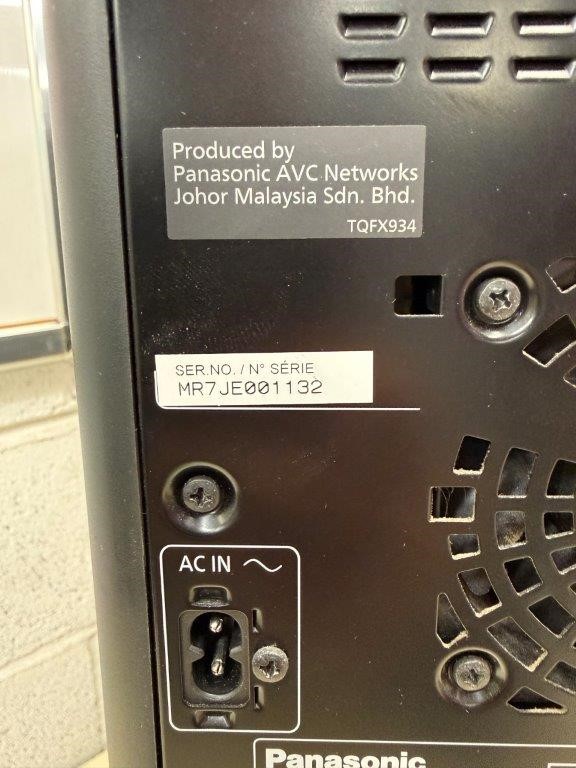 Produced by
Panasonic AVC Networks
Johor Malaysia Sdn. Bhd.
TQFX934
SER.NO. / N° SÉRIE
MR7JE001132
AC IN
Panasonic